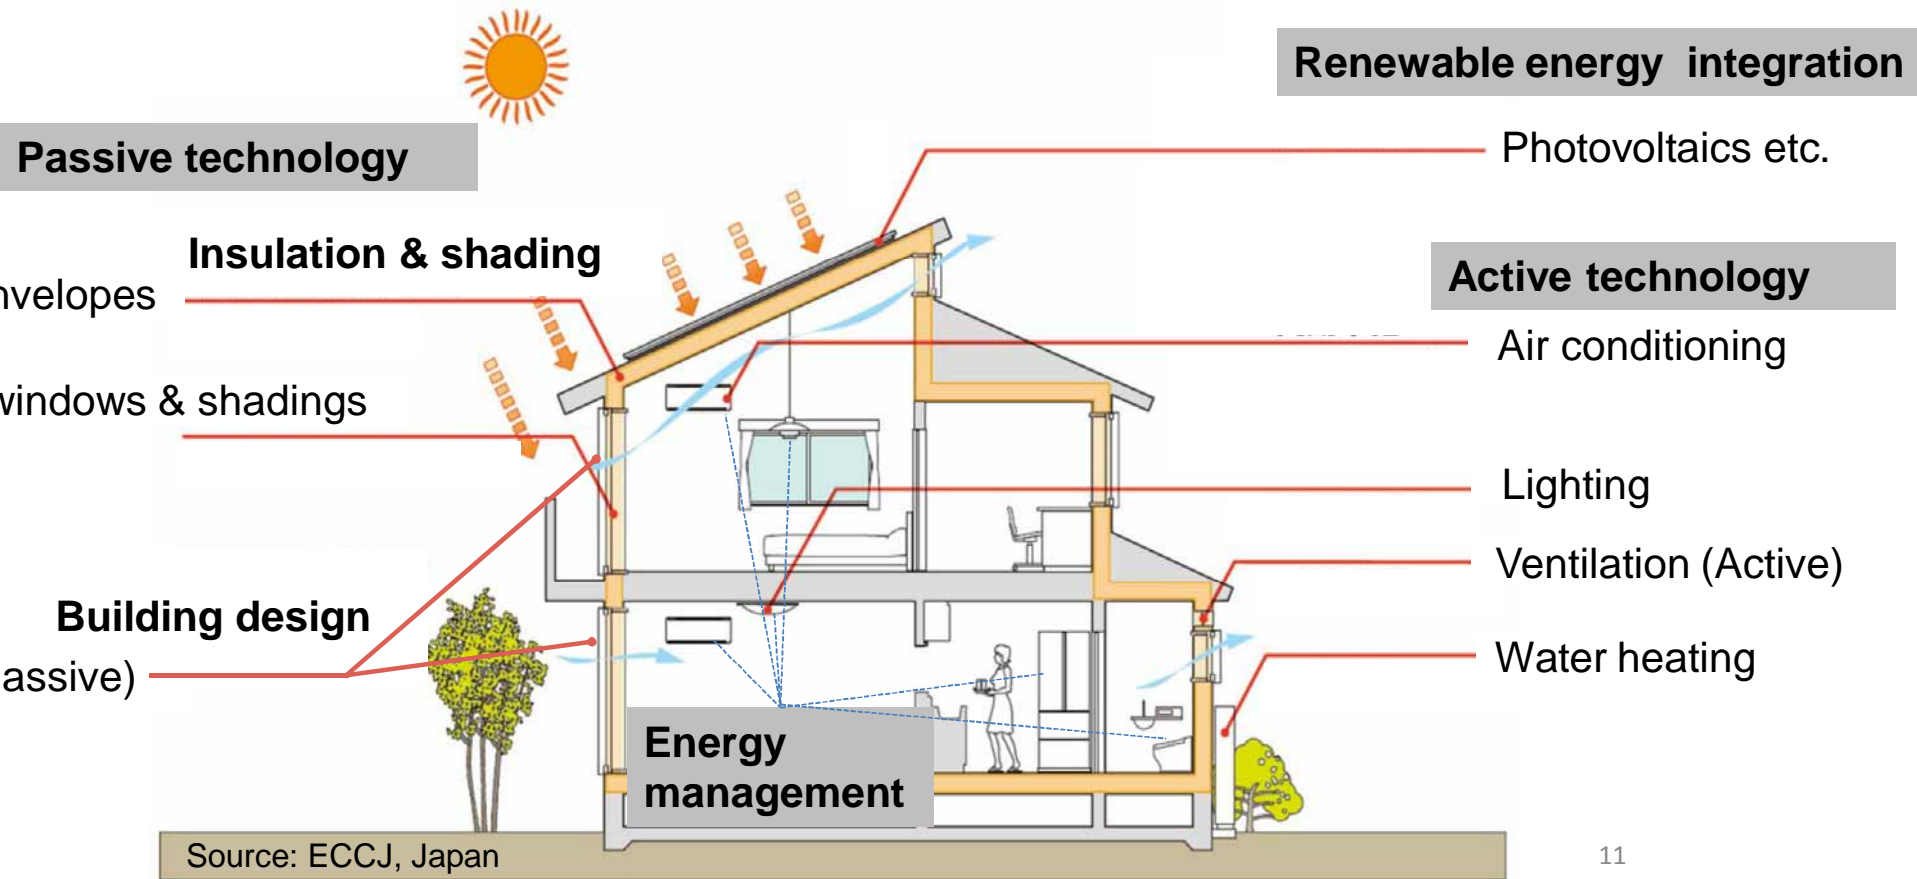 Renewable energy integration
Photovoltaics etc.
Passive technology
Insulation & shading
nvelopes
windows & shadings
Active technology
Air conditioning
Lighting
Ventilation (Active)
Water heating
Building design
assive)
Energy
management
Source: ECCJ, Japan
11